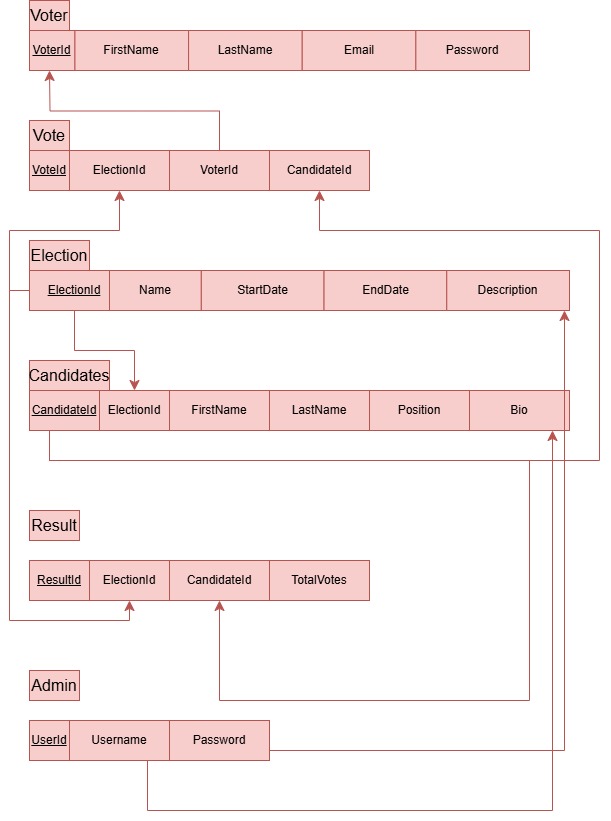 Voter
VoterId FirstName LastName Email Password
Vote
VoteId ElectionId VoterId CandidateId
Election
ElectionId Name StartDate EndDate Description
Candidates
CandidateId ElectionId FirstName LastName Position Bio
Result
ResultId ElectionId CandidateId TotalVotes
Admin
UserId Username Password